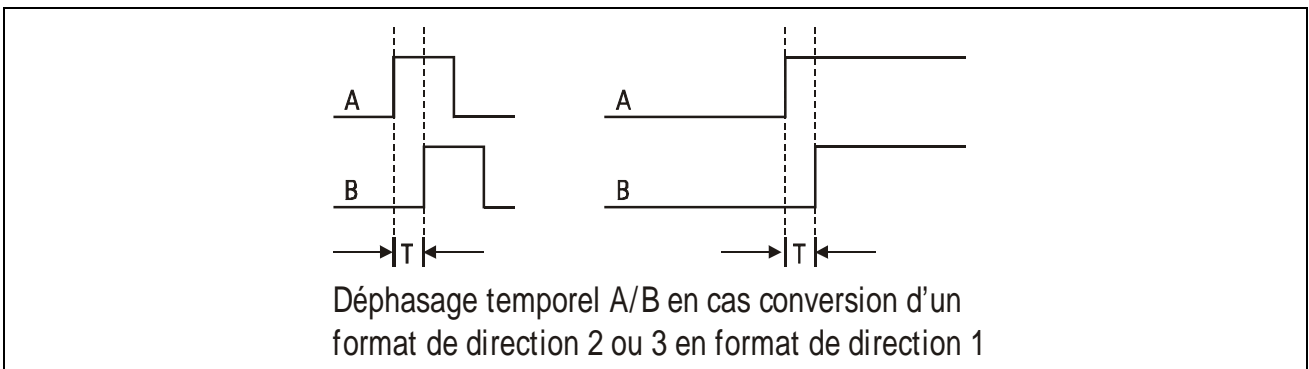 A
A
B
B
T
T
Déphasage temporel A/B en cas conversion d'un
format de direction 2 ou 3 en format de direction 1